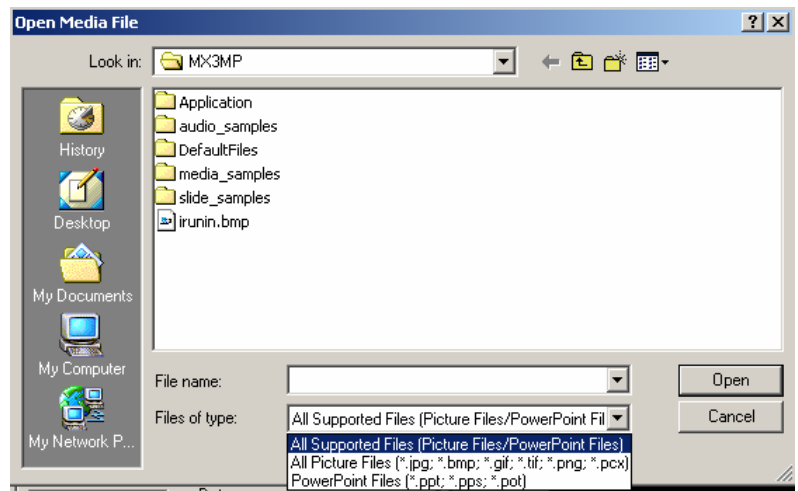 Open Media File
Look in: MX3MP
Application
audio_samples
DefaultFiles
media_samples
slide_samples
irunin.bmp
History
Desktop
My Documents
My Computer
My Network P...
File name:
Open
Files of type: All Supported Files (Picture Files/PowerPoint Fil
Cancel
All Supported Files (Picture Files/PowerPoint Files)
All Picture Files (*.jpg; *.bmp; *.gif; *.tif; *.png; *.pcx)
PowerPoint Files (*.ppt; *.pps; *.pot)